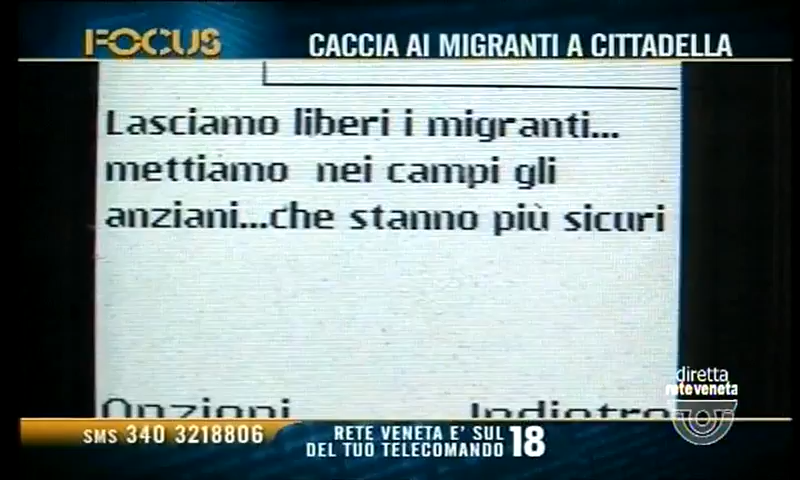 FOCUS
CACCIA AI MIGRANTI A CITTADELLA
Lasciamo liberi i migranti...
mettiamo nei campi gli
anziani...che stanno più sicuri
Opzioni Indietro
diretta
reteveneta
SMS 340 3218806
RETE VENETA E' SUL
DEL TUO TELECOMANDO 18